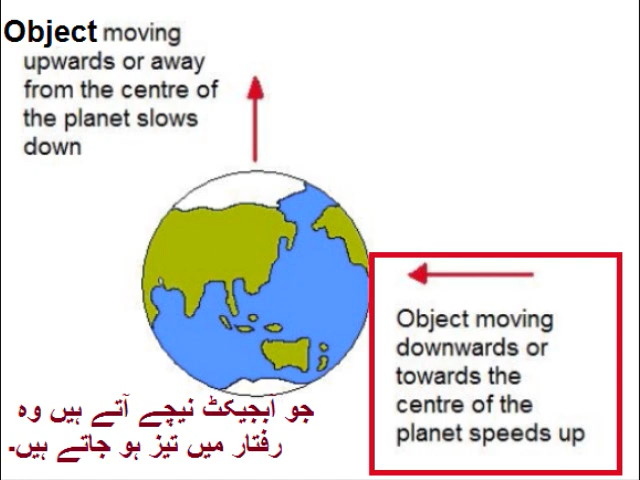 Object moving
upwards or away
from the centre of
the planet slows
down
Object moving
downwards or
towards the
centre of the
planet speeds up
جو ابجیکٹ نیچے آتے ہیں وہ
رفتار میں تیز ہو جاتے ہیں۔